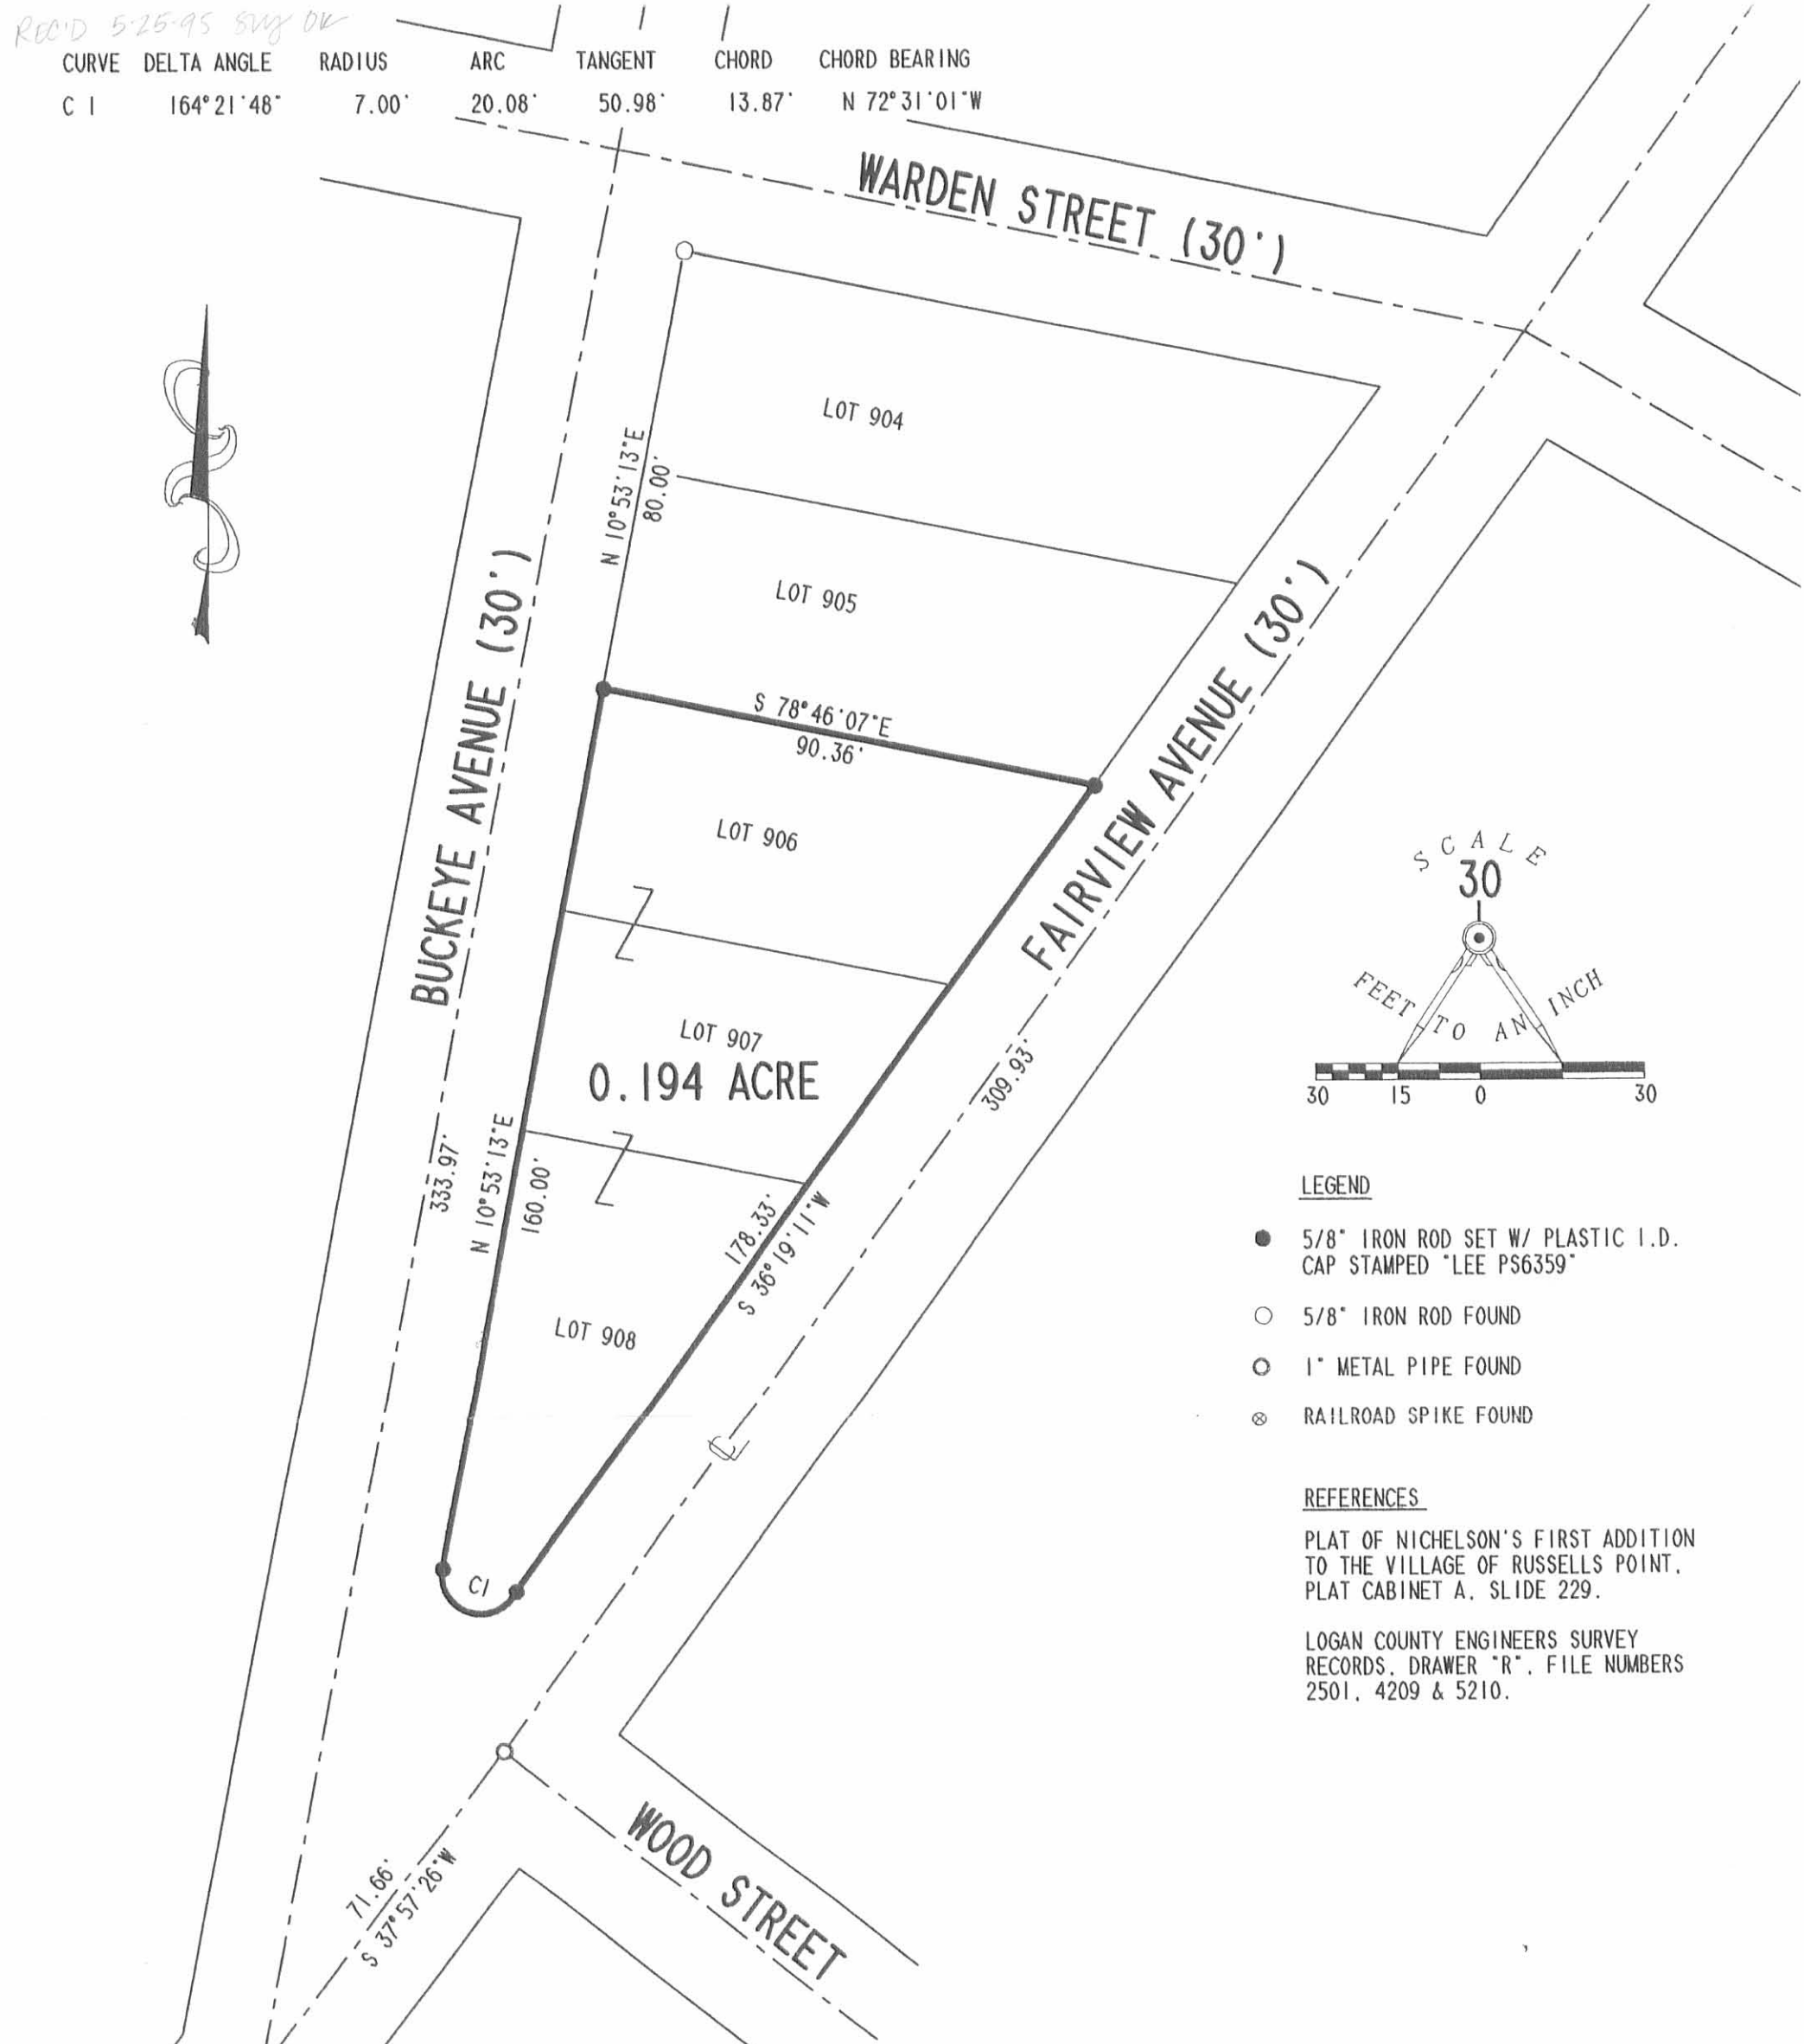 REC'D 5-25-95 Svy OK
CURVE DELTA ANGLE RADIUS ARC TANGENT CHORD CHORD BEARING
C 1 164°21'48" 7.00' 20.08' 50.98' 13.87' N 72°31'01"W
WARDEN STREET (30')
LOT 904
N 10°53'13"E
80.00'
LOT 905
BUCKEYE AVENUE (30')
FAIRVIEW AVENUE (30')
S 78°46'07"E
90.36'
LOT 906
SCALE
30
FEET TO AN INCH
30 15 0 30
LOT 907
0.194 ACRE
309.93'
333.97'
N 10°53'13"E
160.00'
178.33'
S 36°19'11"W
LOT 908
CL
C1
LEGEND
5/8" IRON ROD SET W/ PLASTIC I.D.
CAP STAMPED "LEE PS6359"
5/8" IRON ROD FOUND
1" METAL PIPE FOUND
RAILROAD SPIKE FOUND
REFERENCES
PLAT OF NICHELSON'S FIRST ADDITION
TO THE VILLAGE OF RUSSELLS POINT,
PLAT CABINET A, SLIDE 229.
LOGAN COUNTY ENGINEERS SURVEY
RECORDS, DRAWER "R", FILE NUMBERS
2501, 4209 & 5210.
WOOD STREET
71.66'
S 37°57'26"W